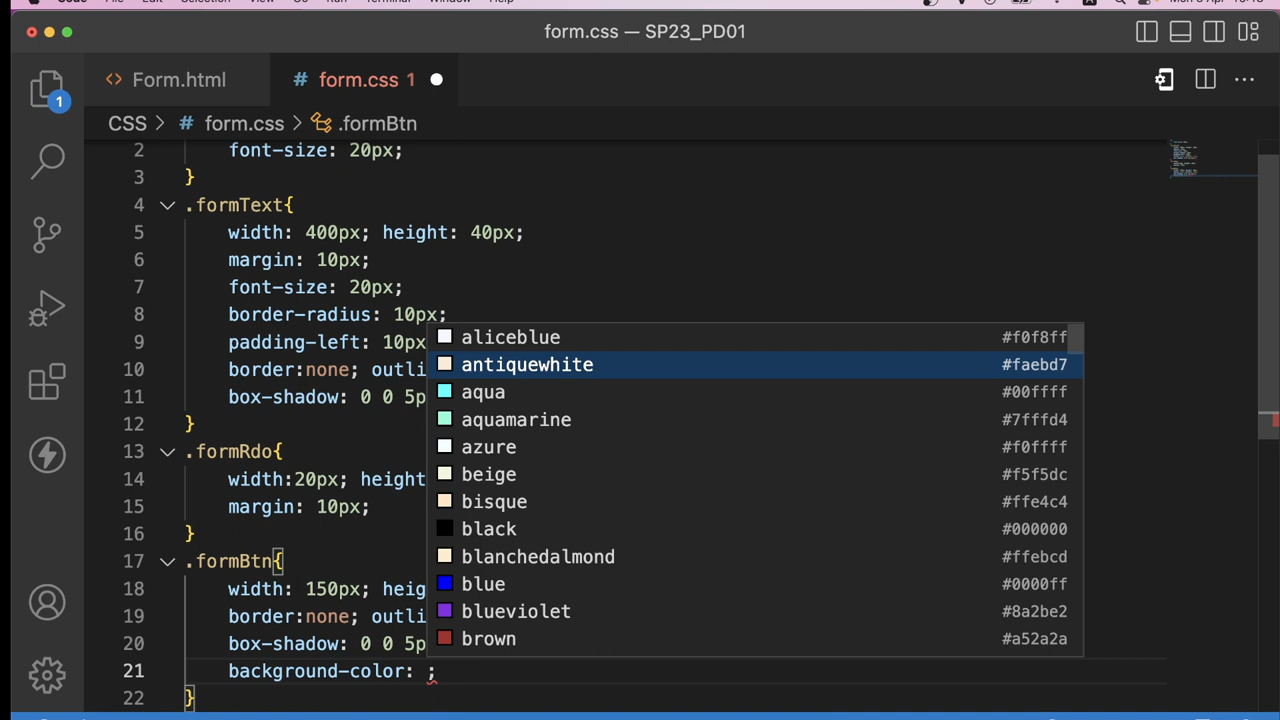 form.css — SP23_PD01
Form.html
# form.css 1
1
CSS > # form.css > .formBtn
2 font-size: 20px;
3 }
4 .formText{
5 width: 400px; height: 40px;
6 margin: 10px;
7 font-size: 20px;
8 border-radius: 10px;
9 padding-left: 10px
10 border:none; outli
11 box-shadow: 0 0 5p
12 }
13 .formRdo{
14 width:20px; height
15 margin: 10px;
16 }
17 .formBtn{
18 width: 150px; heig
19 border:none; outli
20 box-shadow: 0 0 5p
21 background-color: ;
22 }
aliceblue #f0f8ff
antiquewhite #faebd7
aqua #00ffff
aquamarine #7fffd4
azure #f0ffff
beige #f5f5dc
bisque #ffe4c4
black #000000
blanchedalmond #ffebcd
blue #0000ff
blueviolet #8a2be2
brown #a52a2a